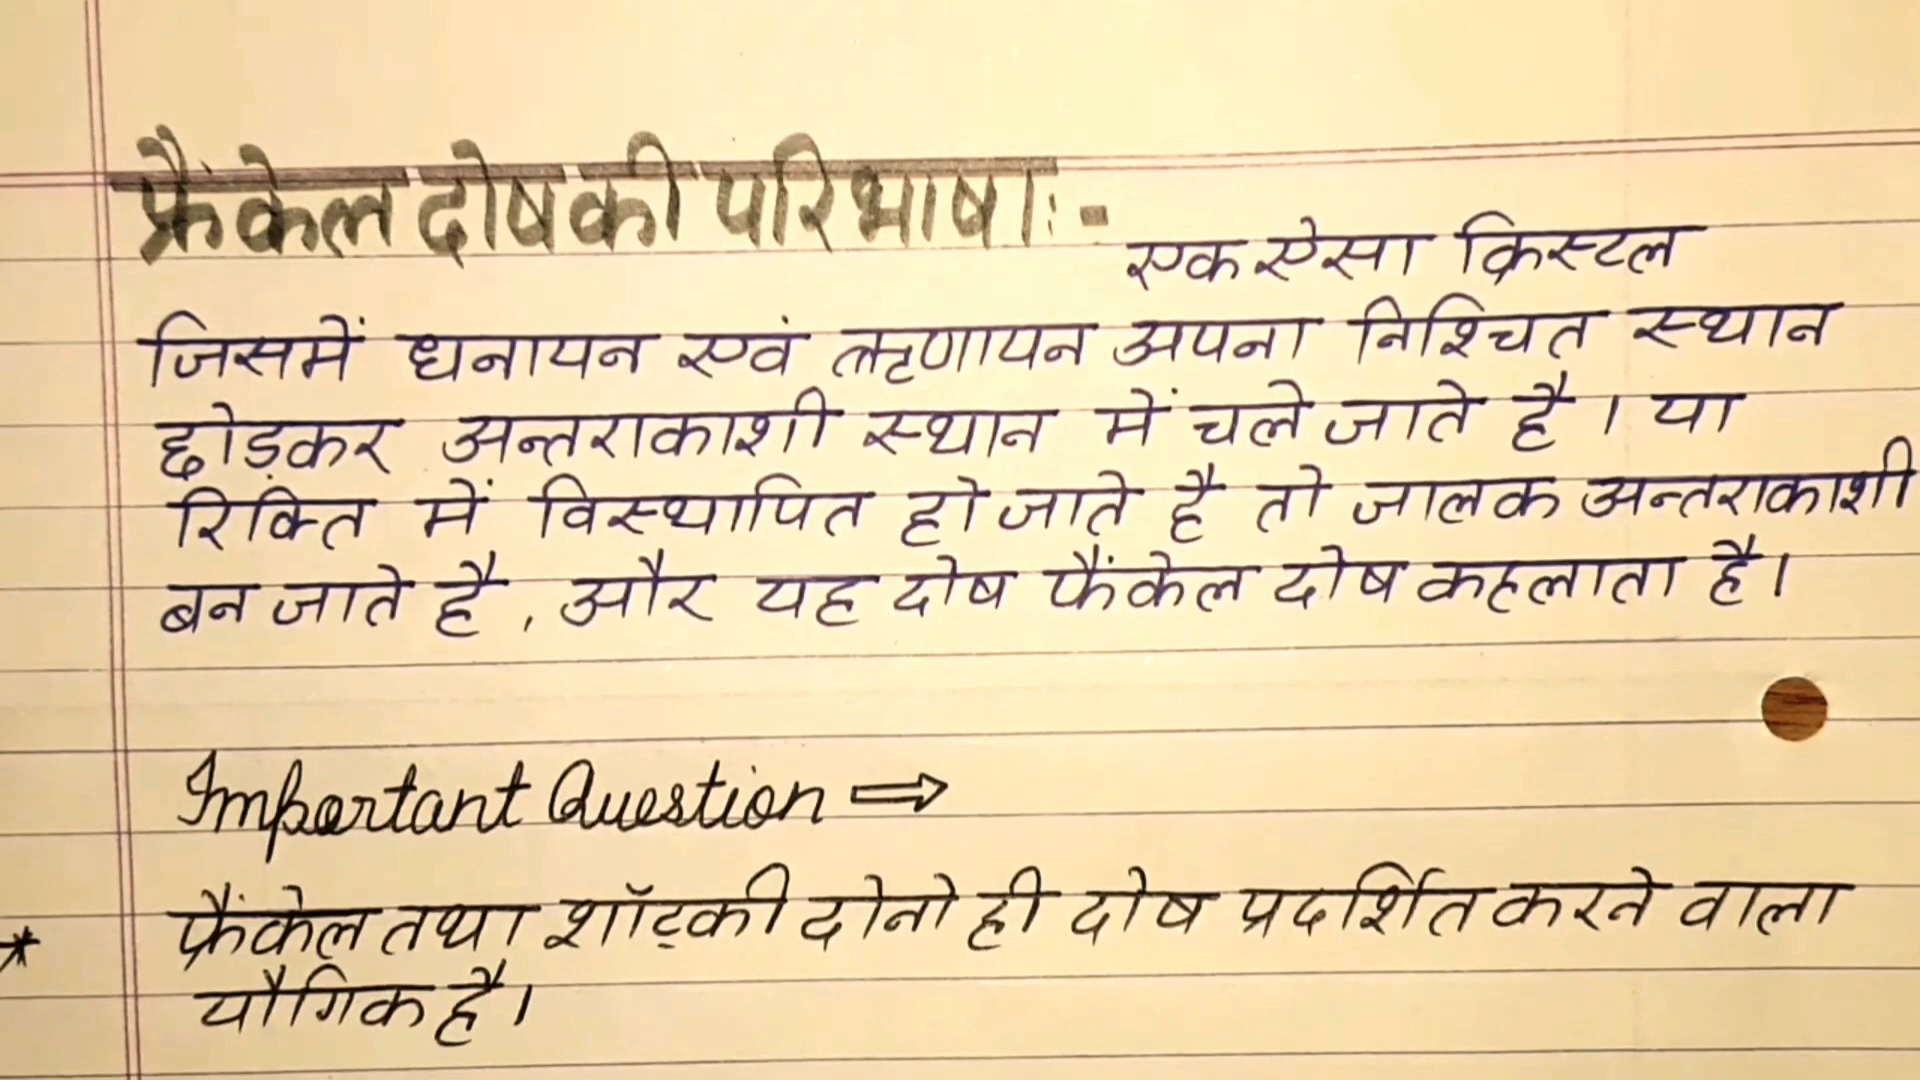 फ्रैंकेल दोष की परिभाषा:-
एक ऐसा क्रिस्टल
जिसमें धनायन एवं ऋणायन अपना निश्चित स्थान
छोड़कर अन्तराकाशी स्थान में चले जाते है । या
रिक्ति में विस्थापित हो जाते है तो जालक अन्तराकाशी
बन जाते है , और यह दोष फैंकेल दोष कहलाता है।
Important Question ⇒
फ्रैंकेल तथा शॉट्की दोनो ही दोष प्रदर्शित करने वाला
* यौगिक है।